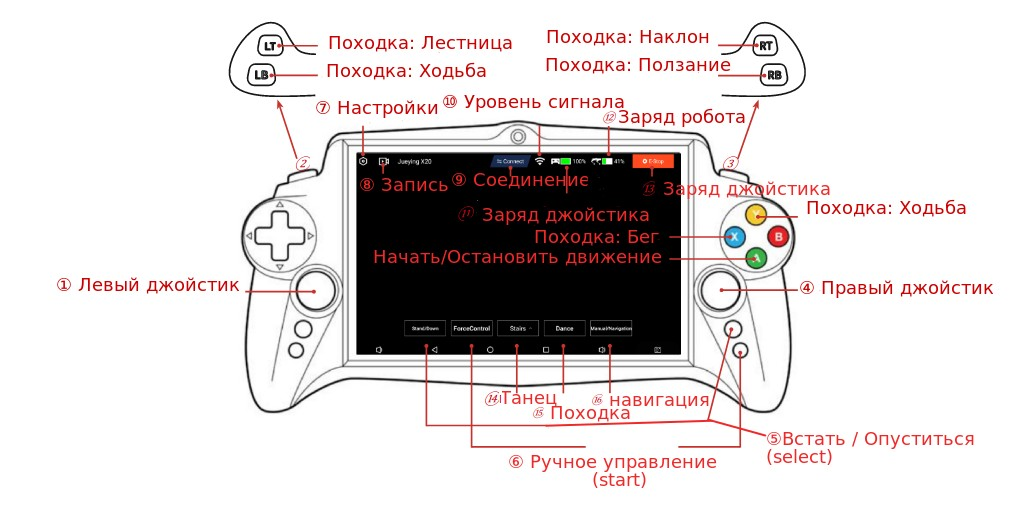 LT
Походка: Лестница
Походка: Наклон
RT
LB
Походка: Ходьба
Походка: Ползание
RB
⑦ Настройки
⑩ Уровень сигнала
⑫ Заряд робота
②
③
Jueying X20
Connect
100%
41%
E-Stop
⑧ Запись
⑨ Соединение
⑬ Заряд джойстика
⑪ Заряд джойстика
Y
Походка: Ходьба
Походка: Бег
X
B
Начать/Остановить движение
A
① Левый джойстик
④ Правый джойстик
Stand/Down
ForceControl
Stairs
Dance
Manual/Navigation
⑭ Танец
⑯ навигация
⑮ Походка
⑤Встать / Опуститься
(select)
⑥ Ручное управление
(start)